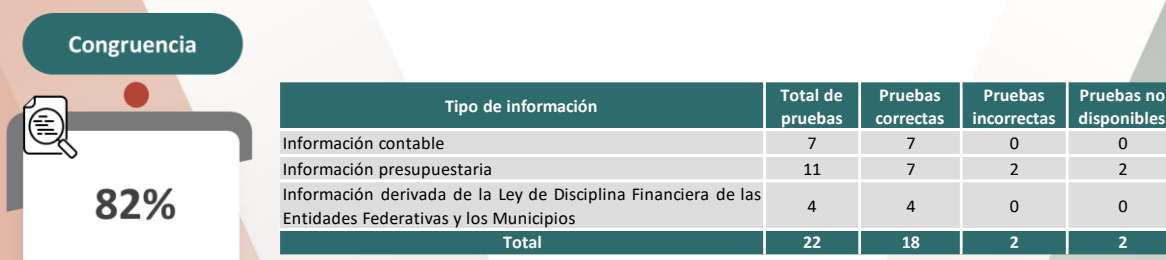 Congruencia
82%
Tipo de información Total de pruebas Pruebas correctas Pruebas incorrectas Pruebas no disponibles
Información contable 7 7 0 0
Información presupuestaria 11 7 2 2
Información derivada de la Ley de Disciplina Financiera de las
Entidades Federativas y los Municipios 4 4 0 0
Total 22 18 2 2